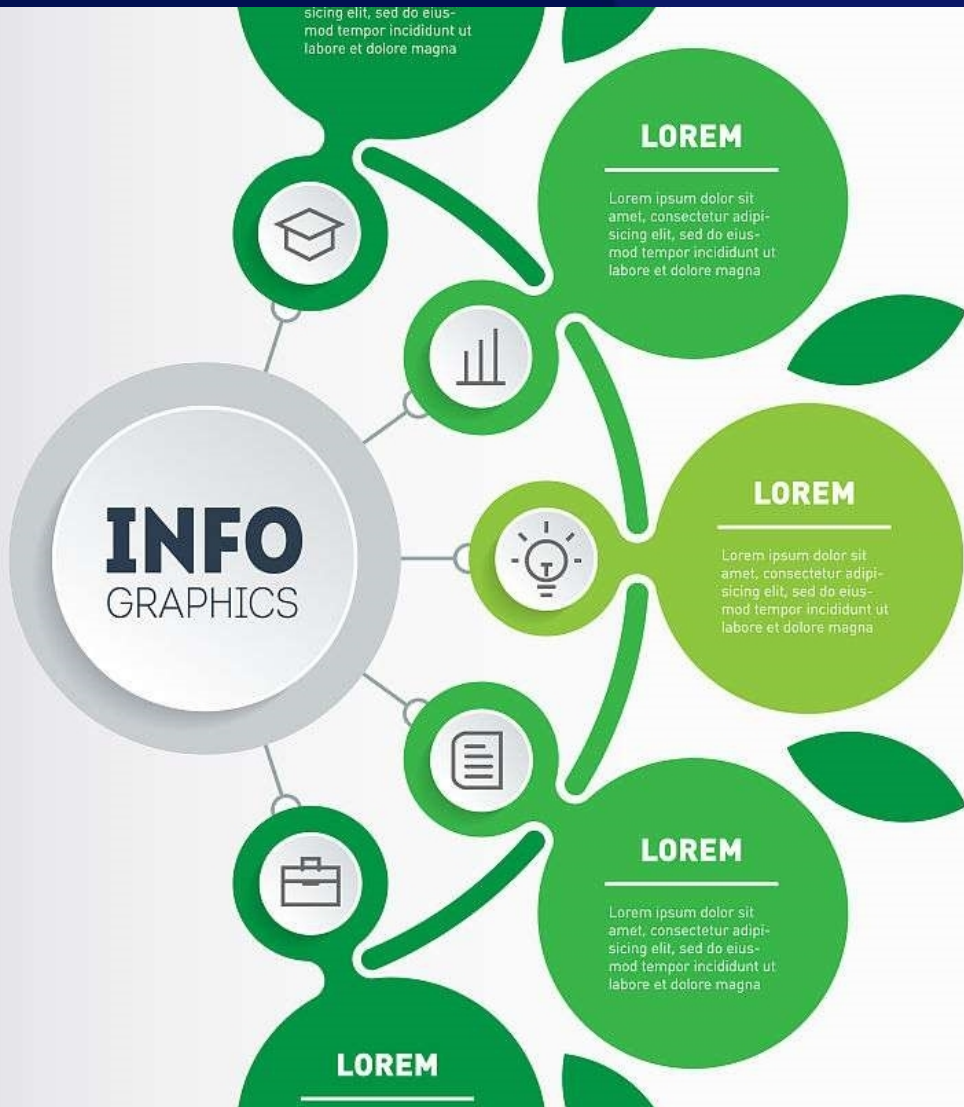 sicing elit, sed do eius-
mod tempor incididunt ut
labore et dolore magna
LOREM
Lorem ipsum dolor sit
amet, consectetur adipi-
sicing elit, sed do eius-
mod tempor incididunt ut
labore et dolore magna
INFO
GRAPHICS
LOREM
Lorem ipsum dolor sit
amet, consectetur adipi-
sicing elit, sed do eius-
mod tempor incididunt ut
labore et dolore magna
LOREM
Lorem ipsum dolor sit
amet, consectetur adipi-
sicing elit, sed do eius-
mod tempor incididunt ut
labore et dolore magna
LOREM